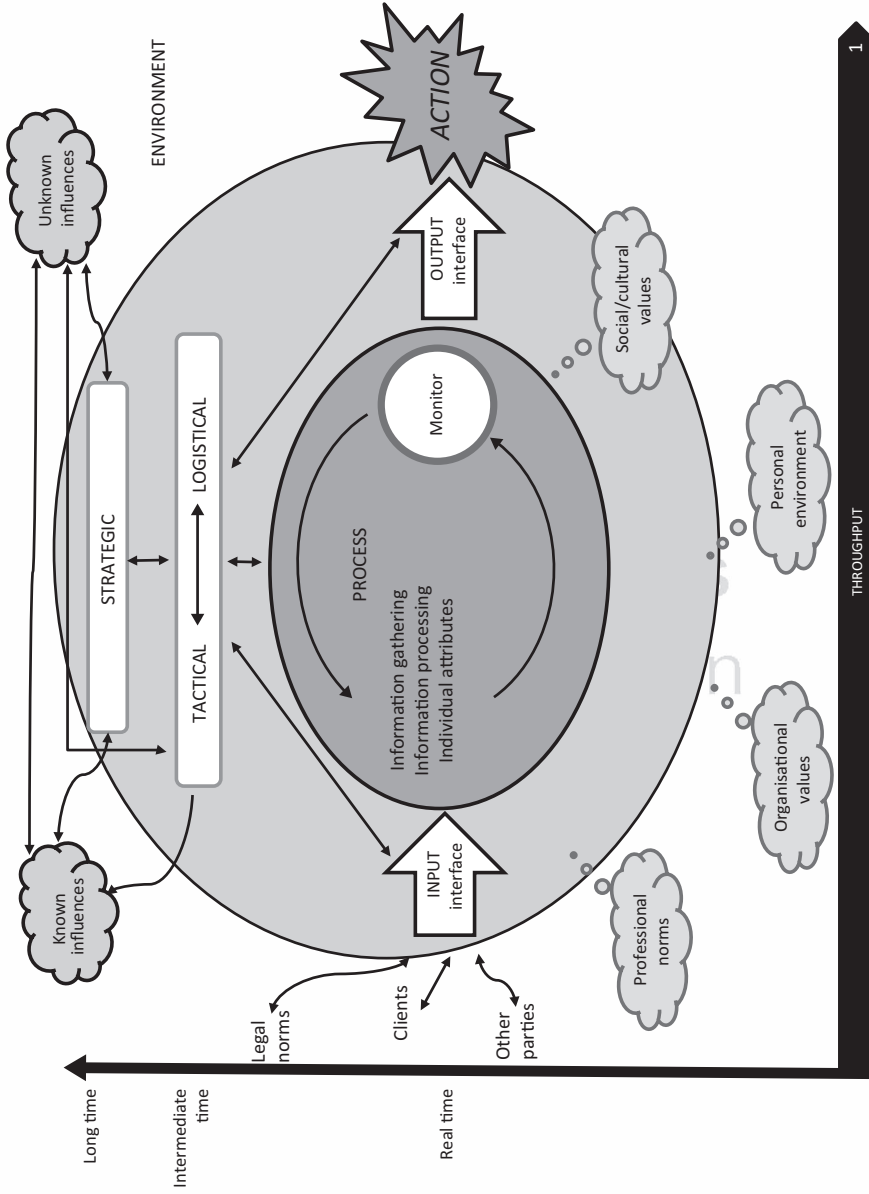 Unknown
influences
ENVIRONMENT
Known
influences
Long time
STRATEGIC
Intermediate
time
TACTICAL
LOGISTICAL
Legal
norms
Clients
Other
parties
Real time
INPUT
interface
PROCESS
Information gathering
Information processing
Individual attributes
Monitor
OUTPUT
interface
ACTION
Professional
norms
Organisational
values
Personal
environment
Social/cultural
values
THROUGHPUT
1